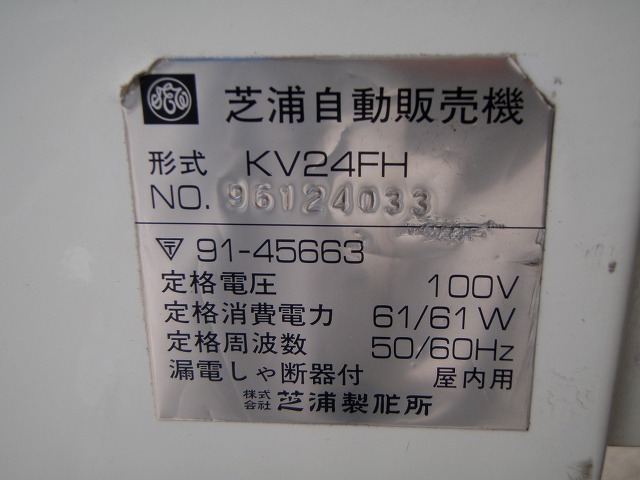 芝浦自動販売機
形式 KV24FH
NO. 96124033
〒 91-45663
定格電圧 100V
定格消費電力 61/61W
定格周波数 50/60Hz
漏電しゃ断器付 屋内用
株式会社 芝浦製作所